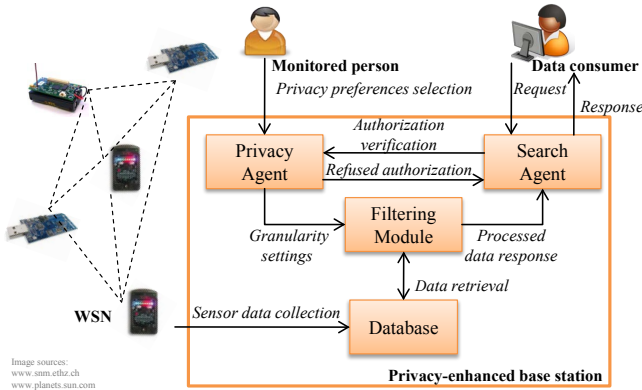 Monitored person
Data consumer
Privacy preferences selection
Request
Response
Authorization
verification
Privacy
Agent
Search
Agent
Refused authorization
Filtering
Module
Granularity
settings
Processed
data response
Data retrieval
WSN
Sensor data collection
Database
Image sources:
www.snm.ethz.ch
www.planets.sun.com
Privacy-enhanced base station